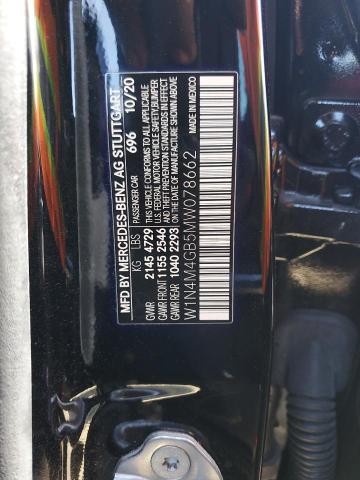 MFD BY MERCEDES-BENZ AG STUTTGART
PASSENGER CAR 696 10/20
KG LBS
GVWR 2145 4729 THIS VEHICLE CONFORMS TO ALL APPLICABLE
GAWR FRONT 1155 2546 U.S. FEDERAL MOTOR VEHICLE SAFETY/BUMPER
GAWR REAR 1040 2293 THEFT PREVENTION STANDARDS IN EFFECT
ON THE DATE OF MANUFACTURE SHOWN ABOVE
W1N4M4GB5MW078662
MADE IN MEXICO